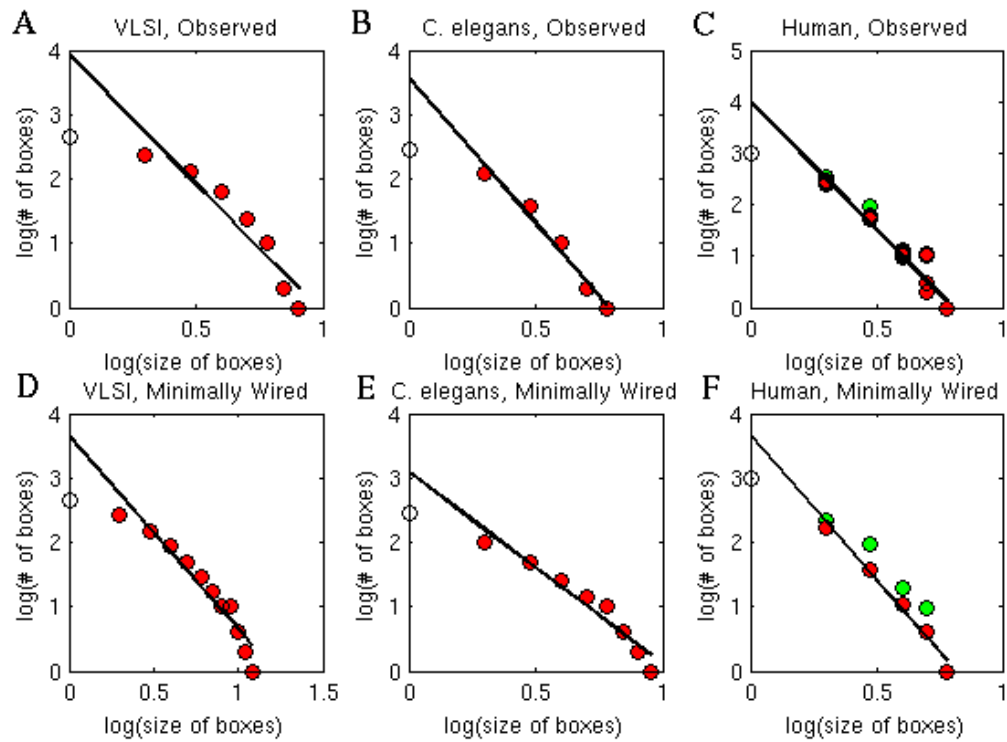 A
VLSI, Observed
4
3
2
1
0
0
0.5
1
log(# of boxes)
log(size of boxes)
B
C. elegans, Observed
4
3
2
1
0
0
0.5
1
log(# of boxes)
log(size of boxes)
C
Human, Observed
5
4
3
2
1
0
0
0.5
1
log(# of boxes)
log(size of boxes)
D
VLSI, Minimally Wired
4
3
2
1
0
0
0.5
1
1.5
log(# of boxes)
log(size of boxes)
E
C. elegans, Minimally Wired
4
3
2
1
0
0
0.5
1
log(# of boxes)
log(size of boxes)
F
Human, Minimally Wired
4
3
2
1
0
0
0.5
1
log(# of boxes)
log(size of boxes)